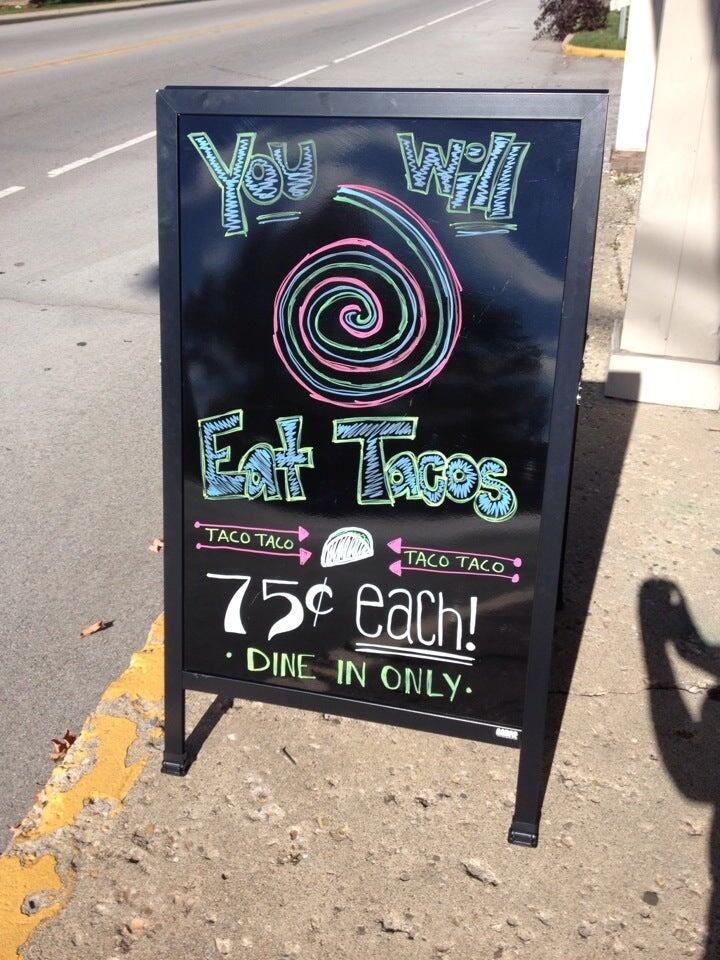 You Will
Eat Tacos
TACO TACO TACO TACO
75¢ each!
• DINE IN ONLY •